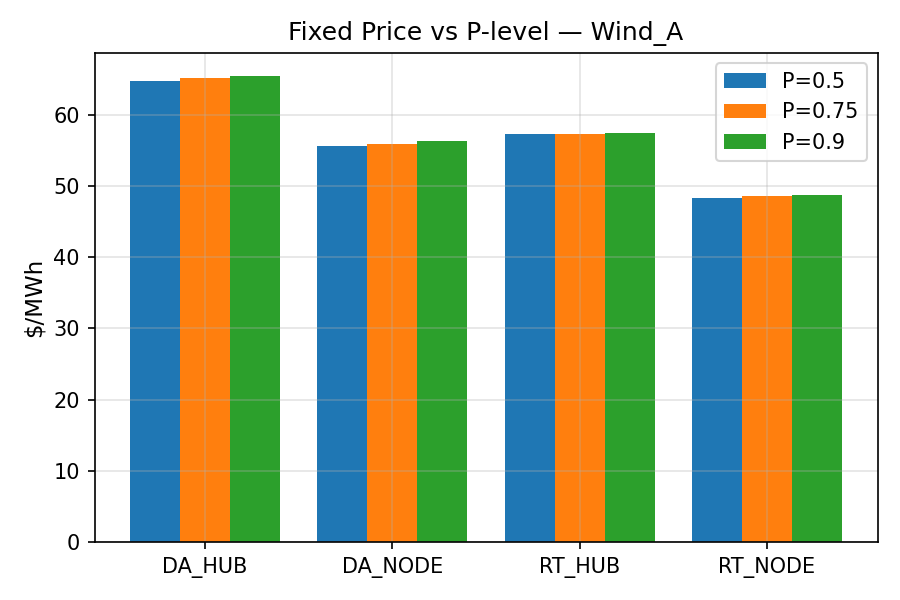 Fixed Price vs P-level — Wind_A
P=0.5
P=0.75
P=0.9
$/MWh
60
50
40
30
20
10
0
DA_HUB DA_NODE RT_HUB RT_NODE